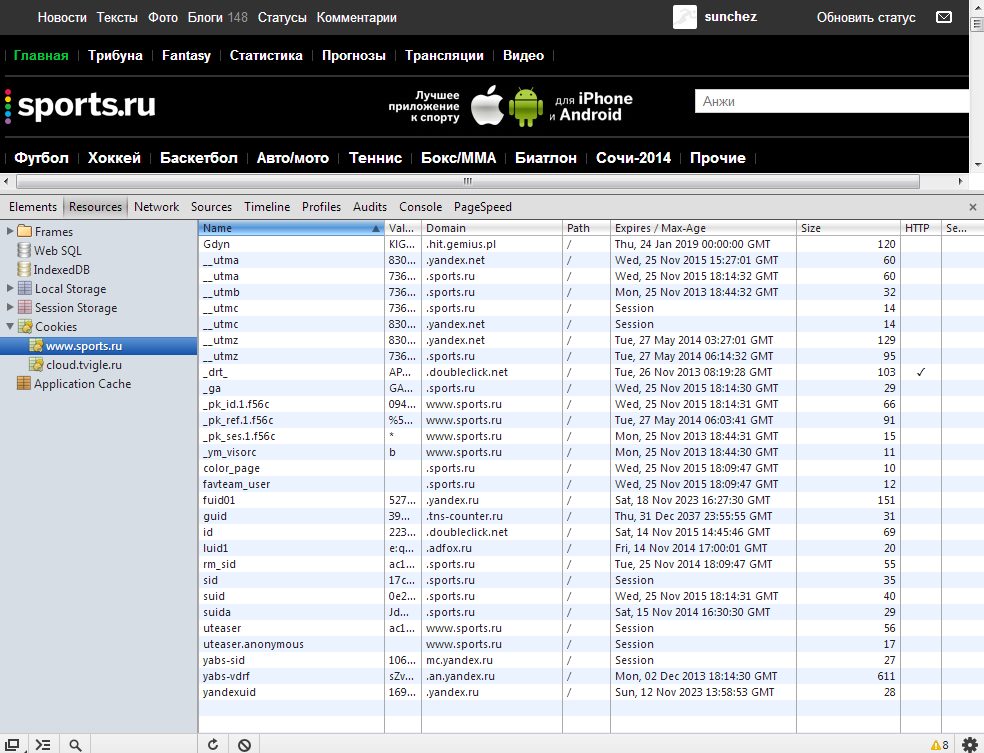 Новости Тексты Фото Блоги 148 Статусы Комментарии sunchez Обновить статус
Главная Трибуна Fantasy Статистика Прогнозы Трансляции Видео
sports.ru Лучшее приложение к спорту для iPhone и Android Анжи
Футбол Хоккей Баскетбол Авто/мото Теннис Бокс/ММА Биатлон Сочи-2014 Прочие
Elements Resources Network Sources Timeline Profiles Audits Console PageSpeed
Frames
Web SQL
IndexedDB
Local Storage
Session Storage
Cookies
www.sports.ru
cloud.tvigle.ru
Application Cache
Name Val... Domain Path Expires / Max-Age Size HTTP Se...
Gdyn KIG... .hit.gemius.pl / Thu, 24 Jan 2019 00:00:00 GMT 120
__utma 830... .yandex.net / Wed, 25 Nov 2015 15:27:01 GMT 60
__utma 736... .sports.ru / Wed, 25 Nov 2015 18:14:32 GMT 60
__utmb 736... .sports.ru / Mon, 25 Nov 2013 18:44:32 GMT 32
__utmc 736... .sports.ru / Session 14
__utmc 830... .yandex.net / Session 14
__utmz 830... .yandex.net / Tue, 27 May 2014 03:27:01 GMT 129
__utmz 736... .sports.ru / Tue, 27 May 2014 06:14:32 GMT 95
_drt_ AP... .doubleclick.net / Tue, 26 Nov 2013 08:19:28 GMT 103 ✓
_ga GA... .sports.ru / Wed, 25 Nov 2015 18:14:30 GMT 29
_pk_id.1.f56c 094... www.sports.ru / Wed, 25 Nov 2015 18:14:31 GMT 66
_pk_ref.1.f56c %5... www.sports.ru / Tue, 27 May 2014 06:03:41 GMT 91
_pk_ses.1.f56c * www.sports.ru / Mon, 25 Nov 2013 18:44:31 GMT 15
_ym_visorc b www.sports.ru / Mon, 25 Nov 2013 18:44:30 GMT 11
color_page .sports.ru / Wed, 25 Nov 2015 18:09:47 GMT 10
favteam_user .sports.ru / Wed, 25 Nov 2015 18:09:47 GMT 12
fuid01 527... .yandex.ru / Sat, 18 Nov 2023 16:27:30 GMT 151
guid 39... .tns-counter.ru / Thu, 31 Dec 2037 23:55:55 GMT 31
id 223... .doubleclick.net / Sat, 14 Nov 2015 14:45:46 GMT 69
luid1 e:q... .adfox.ru / Fri, 14 Nov 2014 17:00:01 GMT 20
rm_sid ac1... .sports.ru / Tue, 25 Nov 2014 18:09:47 GMT 55
sid 17c... .sports.ru / Session 35
suid 0e2... .sports.ru / Wed, 25 Nov 2015 18:14:31 GMT 40
suida Jd... .sports.ru / Sat, 15 Nov 2014 16:30:30 GMT 29
uteaser ac1... www.sports.ru / Session 56
uteaser.anonymous www.sports.ru / Session 17
yabs-sid 106... mc.yandex.ru / Session 27
yabs-vdrf sZv... .an.yandex.ru / Mon, 02 Dec 2013 18:14:30 GMT 611
yandexuid 169... .yandex.ru / Sun, 12 Nov 2023 13:58:53 GMT 28
8